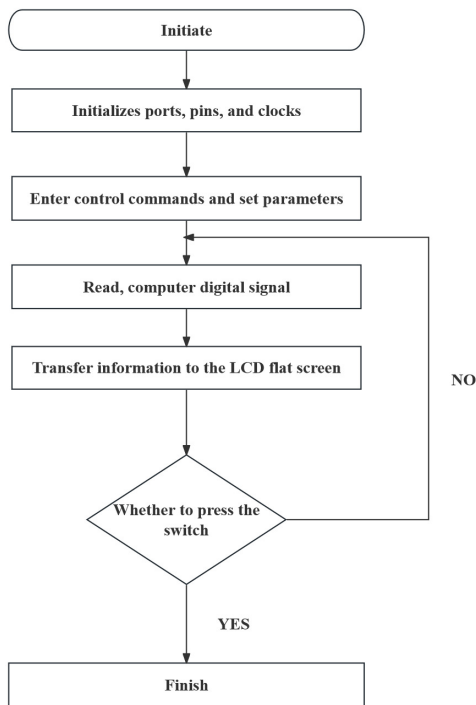 Initiate
Initializes ports, pins, and clocks
Enter control commands and set parameters
Read, computer digital signal
Transfer information to the LCD flat screen
NO
Whether to press the
switch
YES
Finish